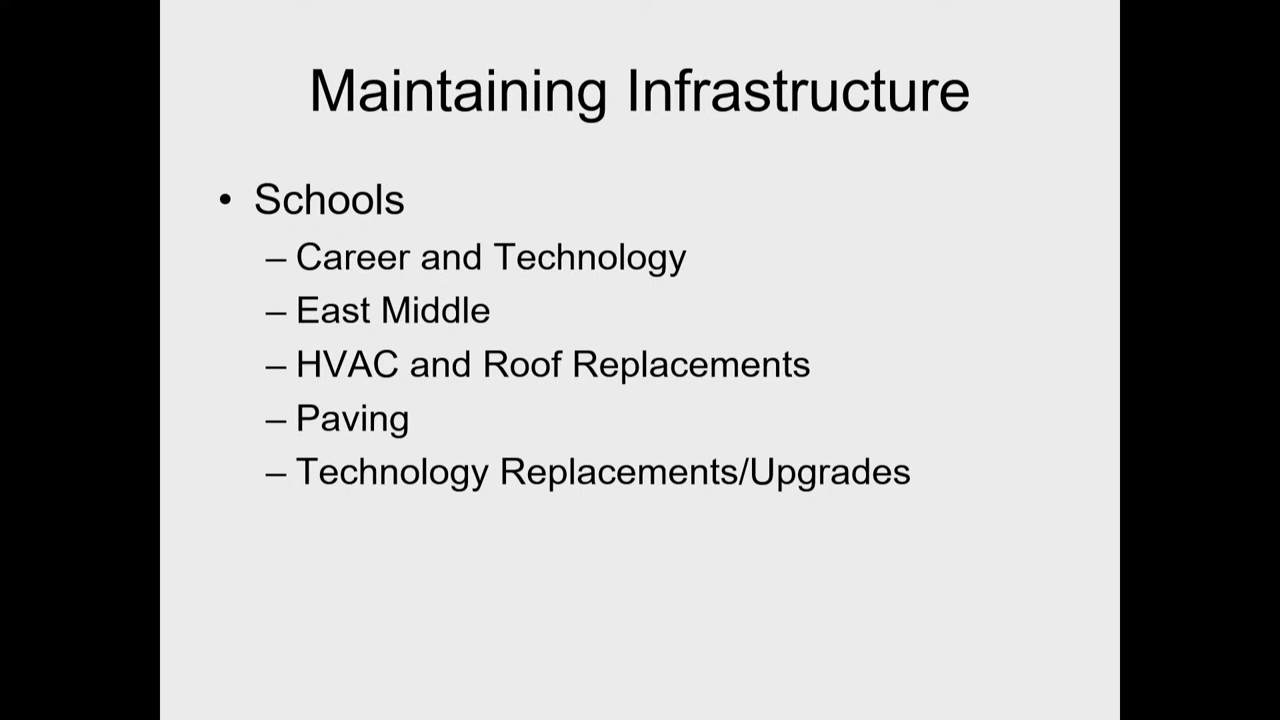 Maintaining Infrastructure
• Schools
– Career and Technology
– East Middle
– HVAC and Roof Replacements
– Paving
– Technology Replacements/Upgrades